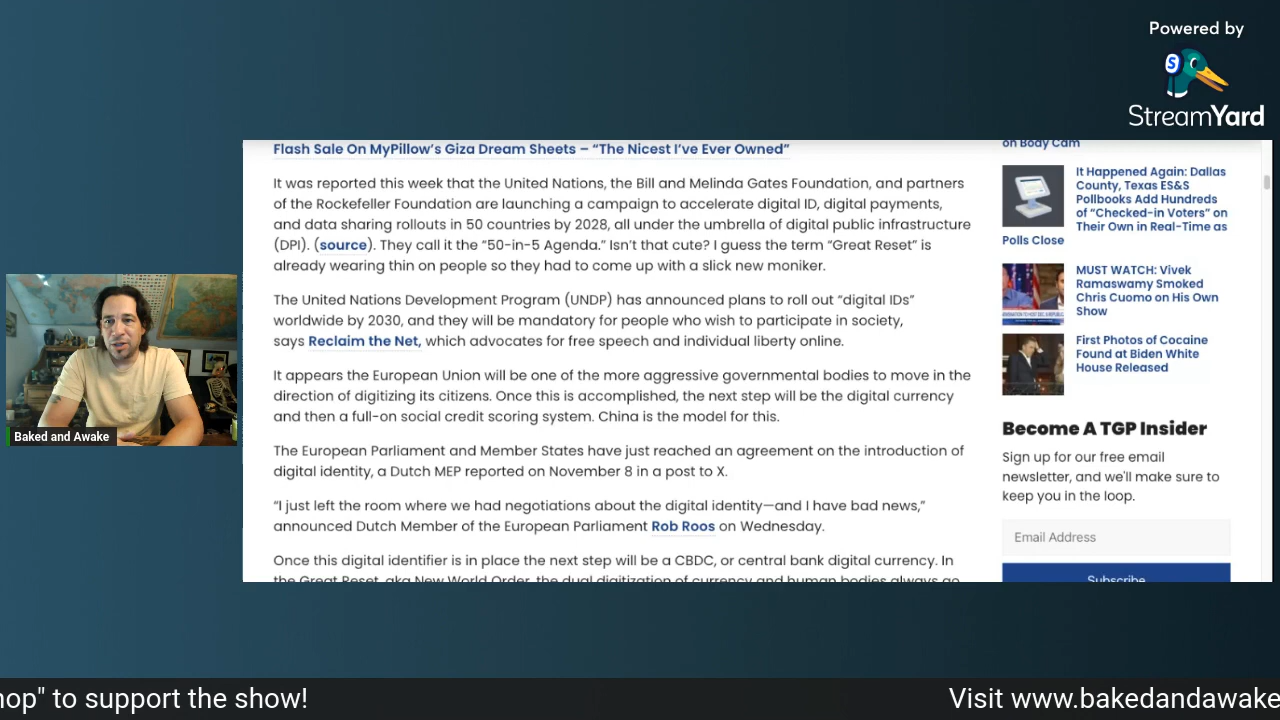 Powered by
StreamYard
Flash Sale On MyPillow's Giza Dream Sheets – “The Nicest I've Ever Owned”
It was reported this week that the United Nations, the Bill and Melinda Gates Foundation, and partners
of the Rockefeller Foundation are launching a campaign to accelerate digital ID, digital payments,
and data sharing rollouts in 50 countries by 2028, all under the umbrella of digital public infrastructure
(DPI). (source). They call it the “50-in-5 Agenda.” Isn't that cute? I guess the term “Great Reset” is
already wearing thin on people so they had to come up with a slick new moniker.
The United Nations Development Program (UNDP) has announced plans to roll out “digital IDs”
worldwide by 2030, and they will be mandatory for people who wish to participate in society,
says Reclaim the Net, which advocates for free speech and individual liberty online.
It appears the European Union will be one of the more aggressive governmental bodies to move in the
direction of digitizing its citizens. Once this is accomplished, the next step will be the digital currency
and then a full-on social credit scoring system. China is the model for this.
The European Parliament and Member States have just reached an agreement on the introduction of
digital identity, a Dutch MEP reported on November 8 in a post to X.
“I just left the room where we had negotiations about the digital identity—and I have bad news,”
announced Dutch Member of the European Parliament Rob Roos on Wednesday.
Once this digital identifier is in place the next step will be a CBDC, or central bank digital currency. In
the Great Reset, aka New World Order, the dual digitization of currency and human bodies always go
on Body Cam
It Happened Again: Dallas
County, Texas ES&S
Pollbooks Add Hundreds
of “Checked-in Voters” on
Their Own in Real-Time as
Polls Close
MUST WATCH: Vivek
Ramaswamy Smoked
Chris Cuomo on His Own
Show
First Photos of Cocaine
Found at Biden White
House Released
Become A TGP Insider
Sign up for our free email
newsletter, and we'll make sure to
keep you in the loop.
Email Address
Subscribe
Baked and Awake
hop" to support the show!
Visit www.bakedandawake